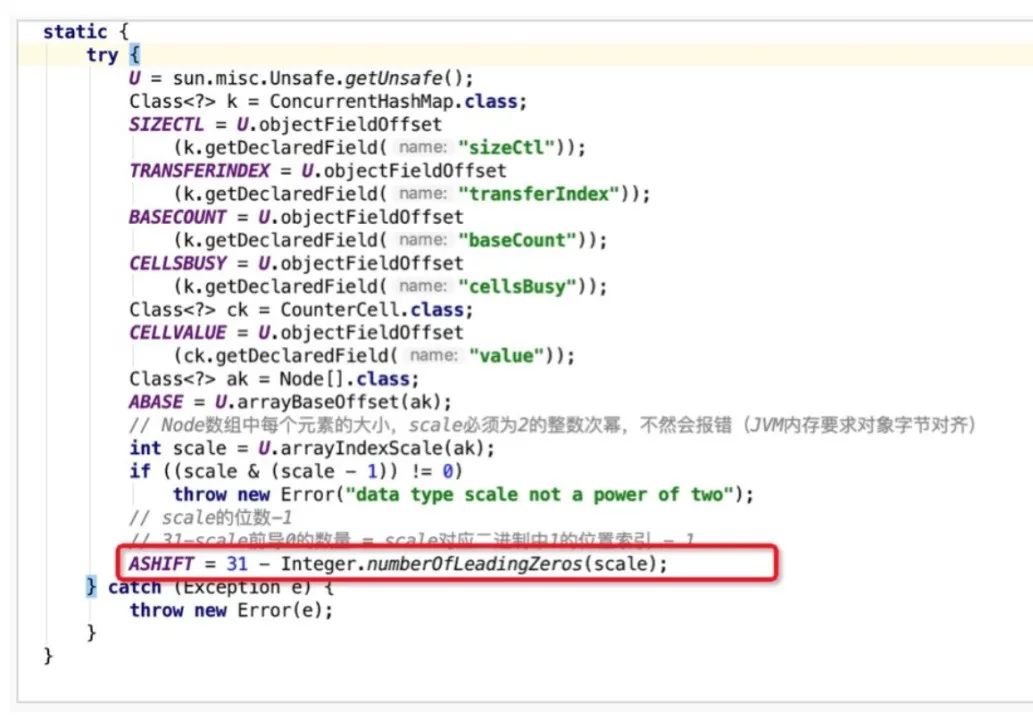 static {
try {
U = sun.misc.Unsafe.getUnsafe();
Class<?> k = ConcurrentHashMap.class;
SIZECTL = U.objectFieldOffset
(k.getDeclaredField( name: "sizeCtl"));
TRANSFERINDEX = U.objectFieldOffset
(k.getDeclaredField( name: "transferIndex"));
BASECOUNT = U.objectFieldOffset
(k.getDeclaredField( name: "baseCount"));
CELLSBUSY = U.objectFieldOffset
(k.getDeclaredField( name: "cellsBusy"));
Class<?> ck = CounterCell.class;
CELLVALUE = U.objectFieldOffset
(ck.getDeclaredField( name: "value"));
Class<?> ak = Node[].class;
ABASE = U.arrayBaseOffset(ak);
// Node数组中每个元素的大小，scale必须为2的整数次幂，不然会报错（JVM内存要求对象字节对齐）
int scale = U.arrayIndexScale(ak);
if ((scale & (scale - 1)) != 0)
throw new Error("data type scale not a power of two");
// scale的位数-1
// 31-scale前导0的数量 = scale对应二进制中1的位置索引 - 1
ASHIFT = 31 - Integer.numberOfLeadingZeros(scale);
} catch (Exception e) {
throw new Error(e);
}
}